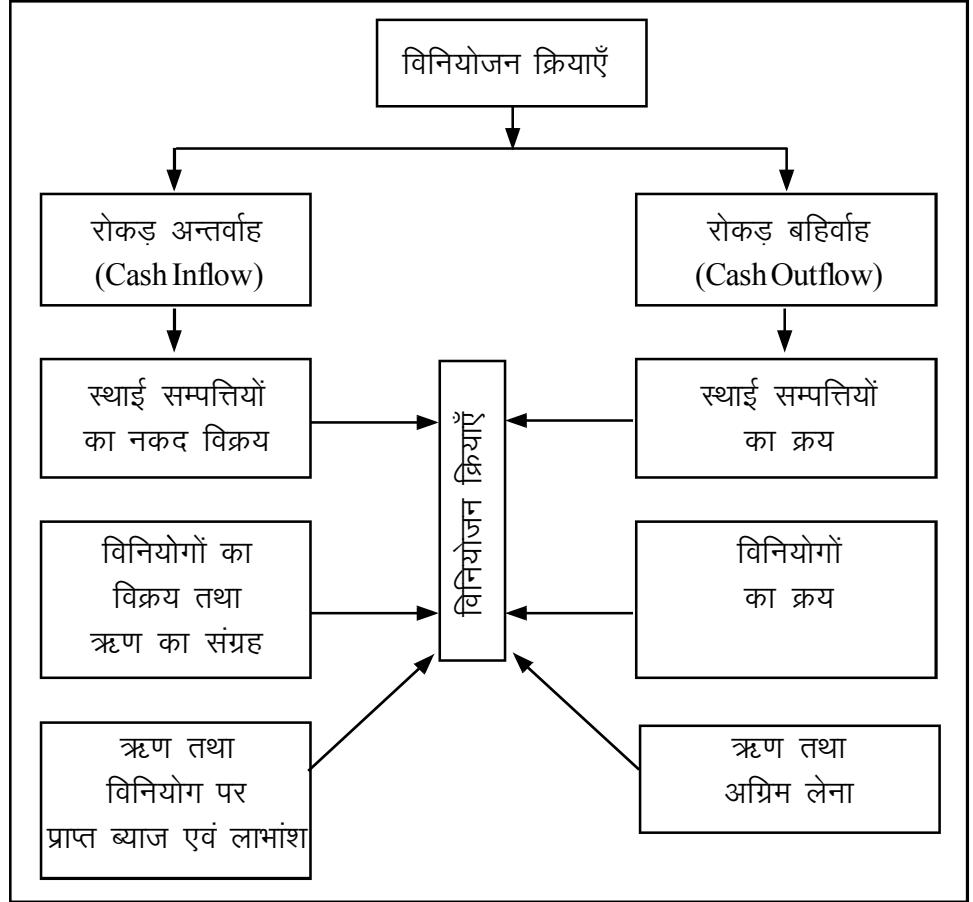 विनियोजन क्रियाएँ
रोकड़ अन्तर्वाह
(Cash Inflow)
रोकड़ बहिर्वाह
(Cash Outflow)
स्थाई सम्पत्तियों
का नकद विक्रय
विनियोजन क्रियाएँ
स्थाई सम्पत्तियों
का क्रय
विनियोगों का
विक्रय तथा
ऋण का संग्रह
विनियोगों
का क्रय
ऋण तथा
विनियोग पर
प्राप्त ब्याज एवं लाभांश
ऋण तथा
अग्रिम लेना